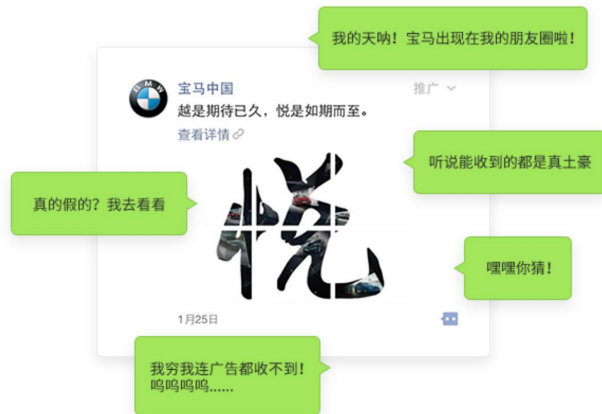 我的天呐！宝马出现在我的朋友圈啦！
BMW
宝马中国
推广
越是期待已久，悦是如期而至。
查看详情
听说能收到的都是真土豪
真的假的？我去看看
悦
嘿嘿你猜！
1月25日
我穷我连广告都收不到！
呜呜呜呜......